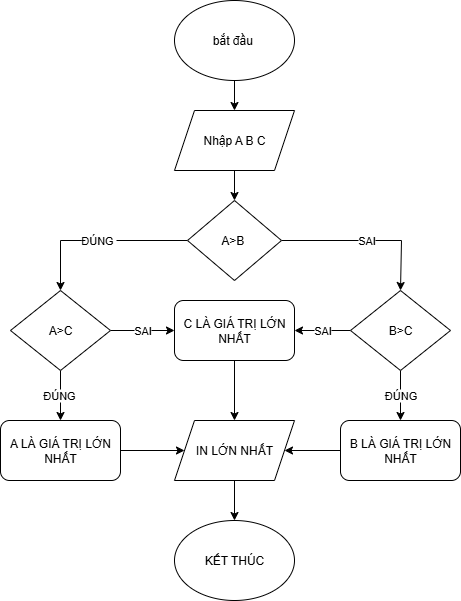 bắt đầu
Nhập A B C
A>B
ĐÚNG
SAI
A>C
SAI
C LÀ GIÁ TRỊ LỚN
NHẤT
SAI
B>C
ĐÚNG
ĐÚNG
A LÀ GIÁ TRỊ LỚN
NHẤT
IN LỚN NHẤT
B LÀ GIÁ TRỊ LỚN
NHẤT
KẾT THÚC